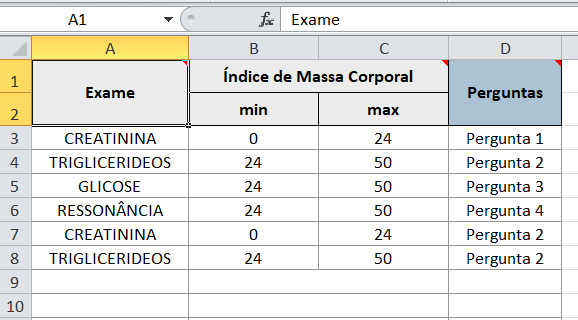 A1 fx Exame
A B C D
1 Exame Índice de Massa Corporal Perguntas
2 min max
3 CREATININA 0 24 Pergunta 1
4 TRIGLICERIDEOS 24 50 Pergunta 2
5 GLICOSE 24 50 Pergunta 3
6 RESSONÂNCIA 24 50 Pergunta 4
7 CREATININA 0 24 Pergunta 2
8 TRIGLICERIDEOS 24 50 Pergunta 2
9
10